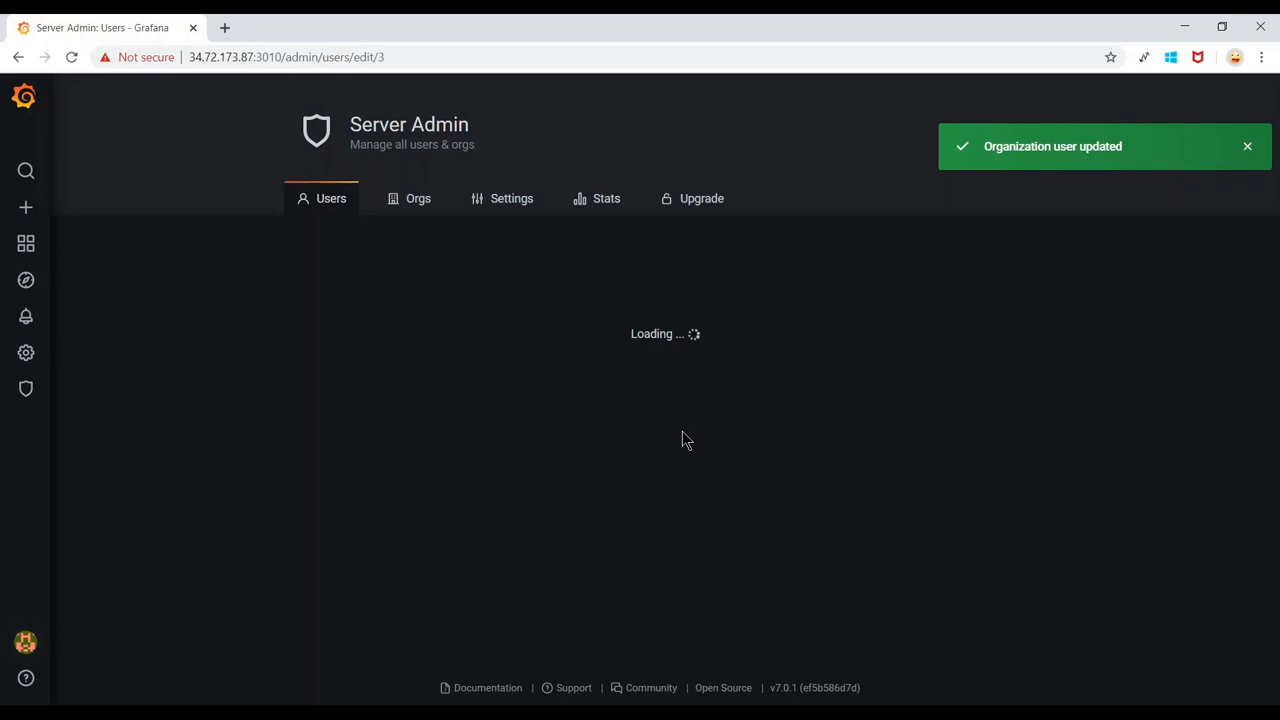 Server Admin: Users - Grafana
Not secure
34.72.173.87:3010/admin/users/edit/3
Server Admin
Manage all users & orgs
Organization user updated
Users
Orgs
Settings
Stats
Upgrade
Loading ...
Documentation | Support | Community | Open Source | v7.0.1 (ef5b586d7d)